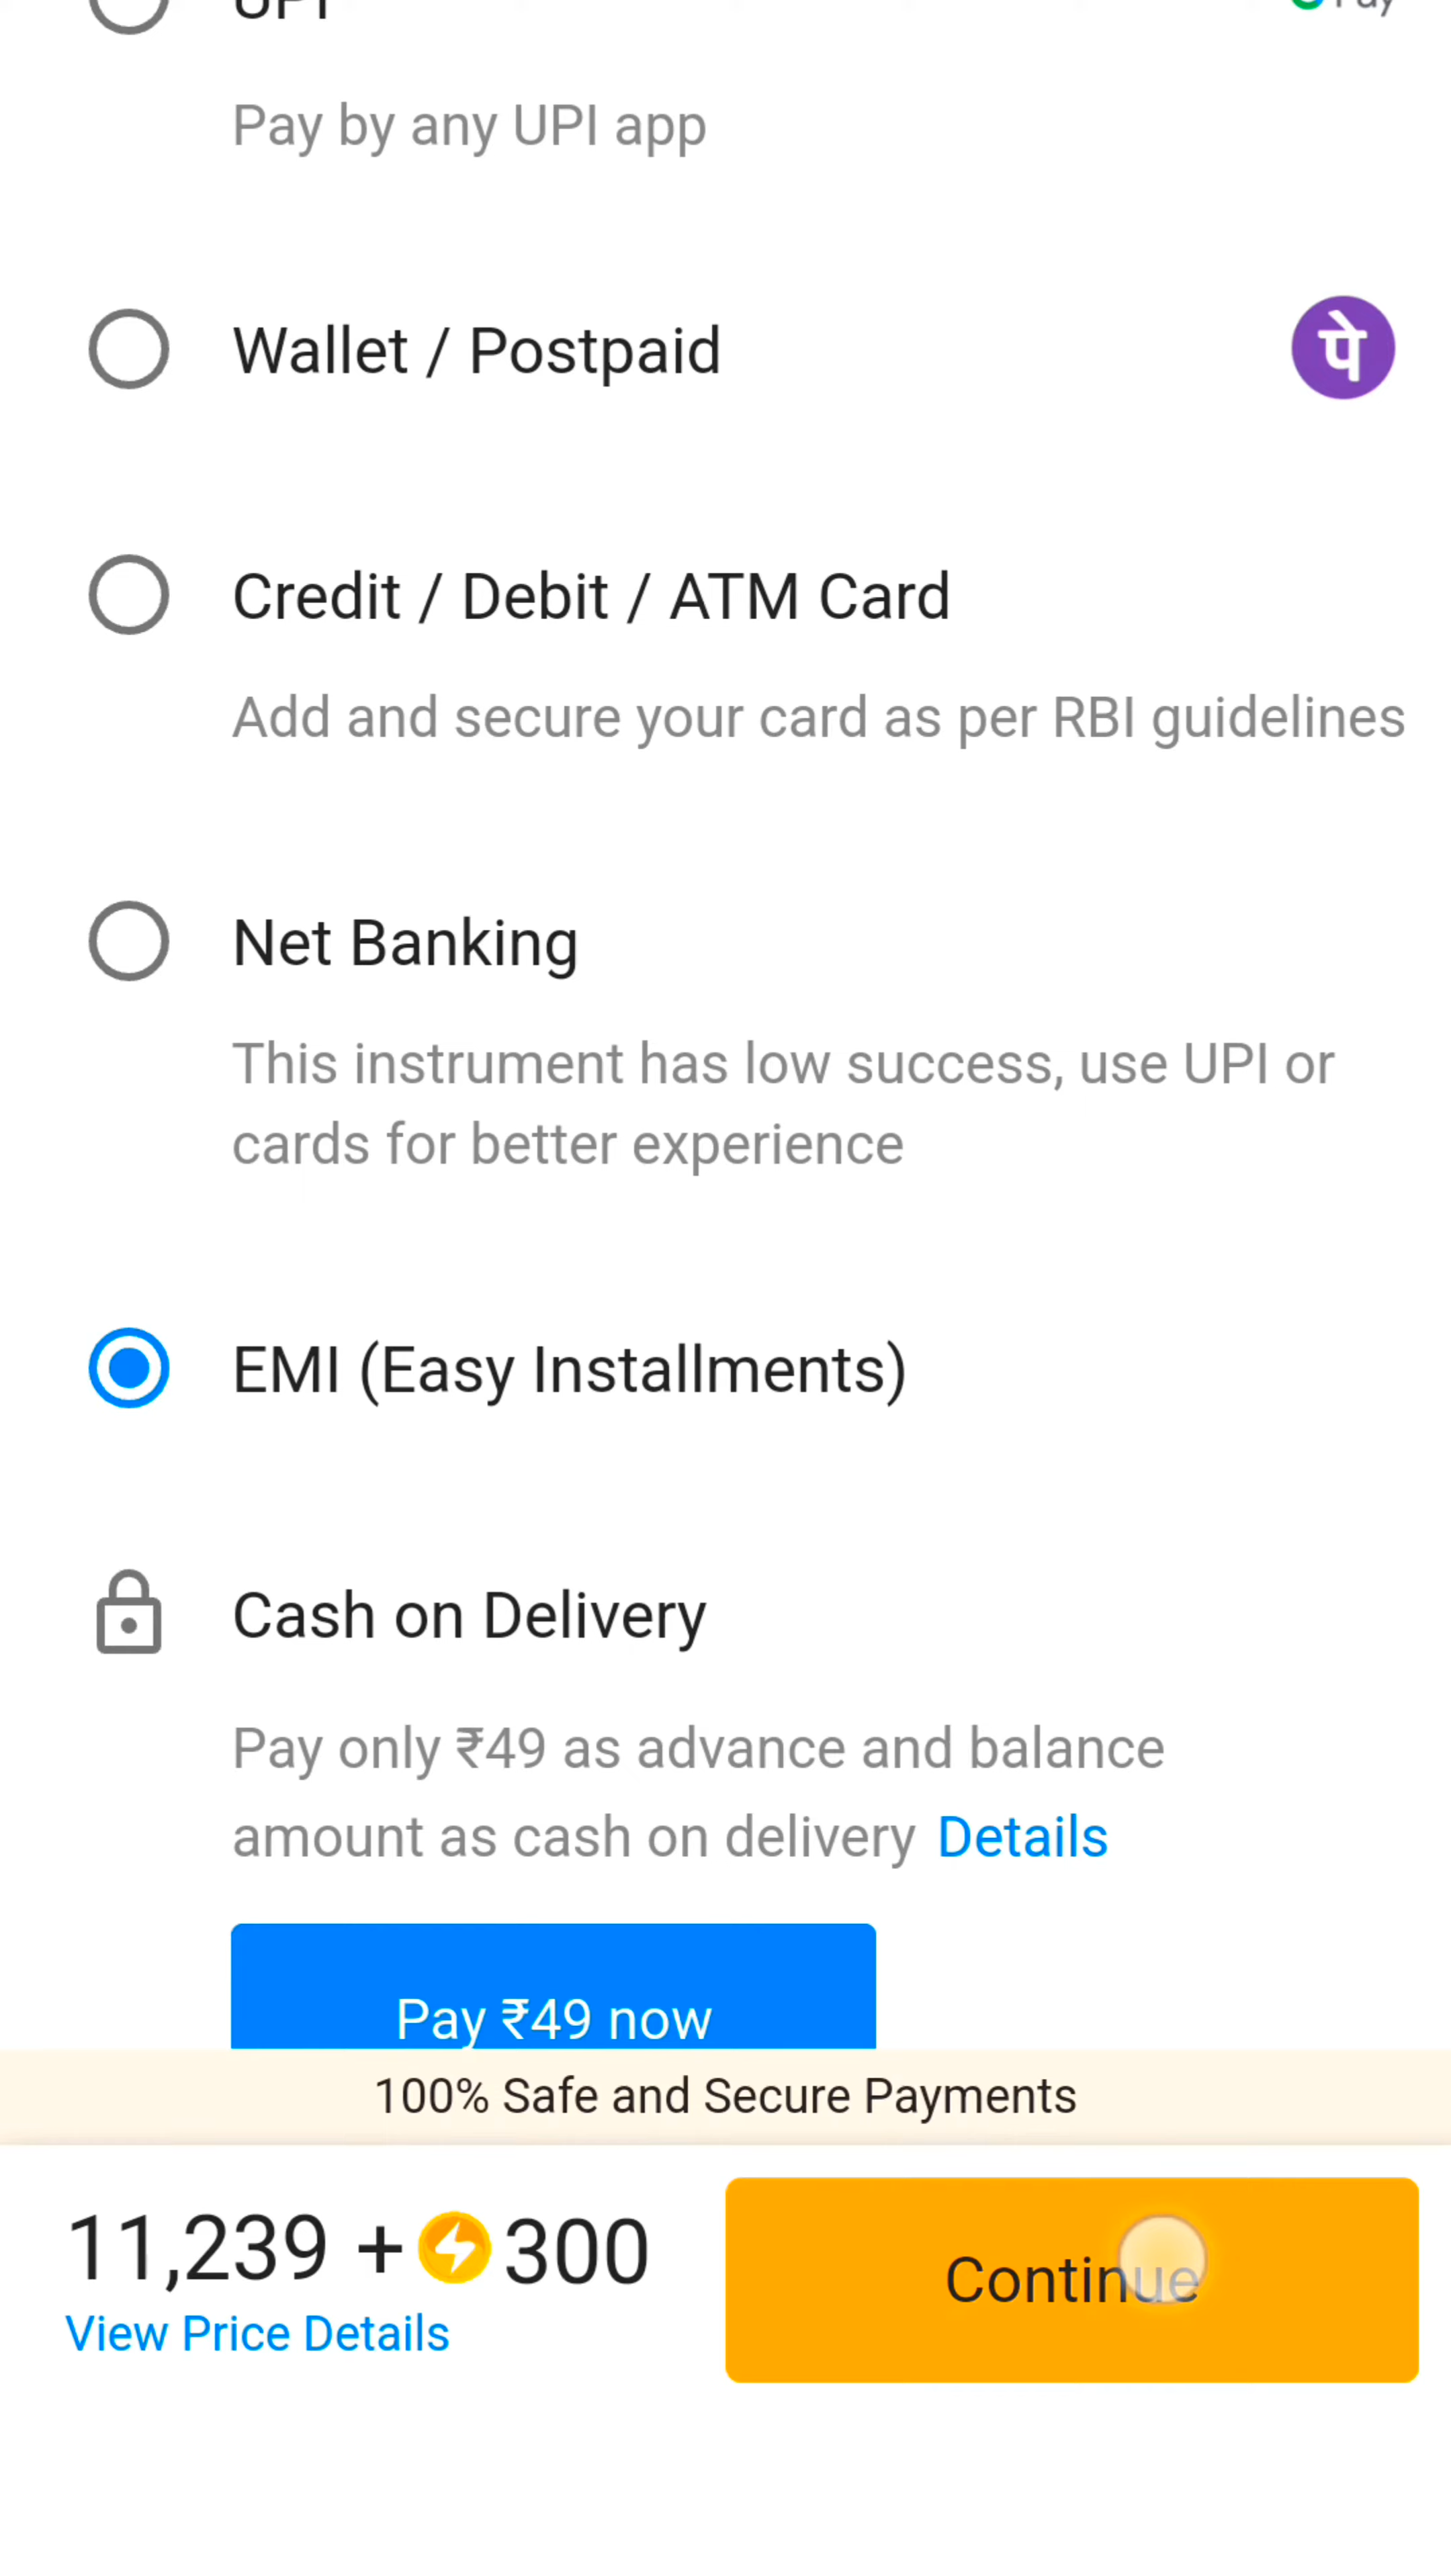 UPI
Pay
Pay by any UPI app
Wallet / Postpaid
पे
Credit / Debit / ATM Card
Add and secure your card as per RBI guidelines
Net Banking
This instrument has low success, use UPI or
cards for better experience
EMI (Easy Installments)
Cash on Delivery
Pay only ₹49 as advance and balance
amount as cash on delivery Details
Pay ₹49 now
100% Safe and Secure Payments
11,239 + 300
View Price Details
Continue